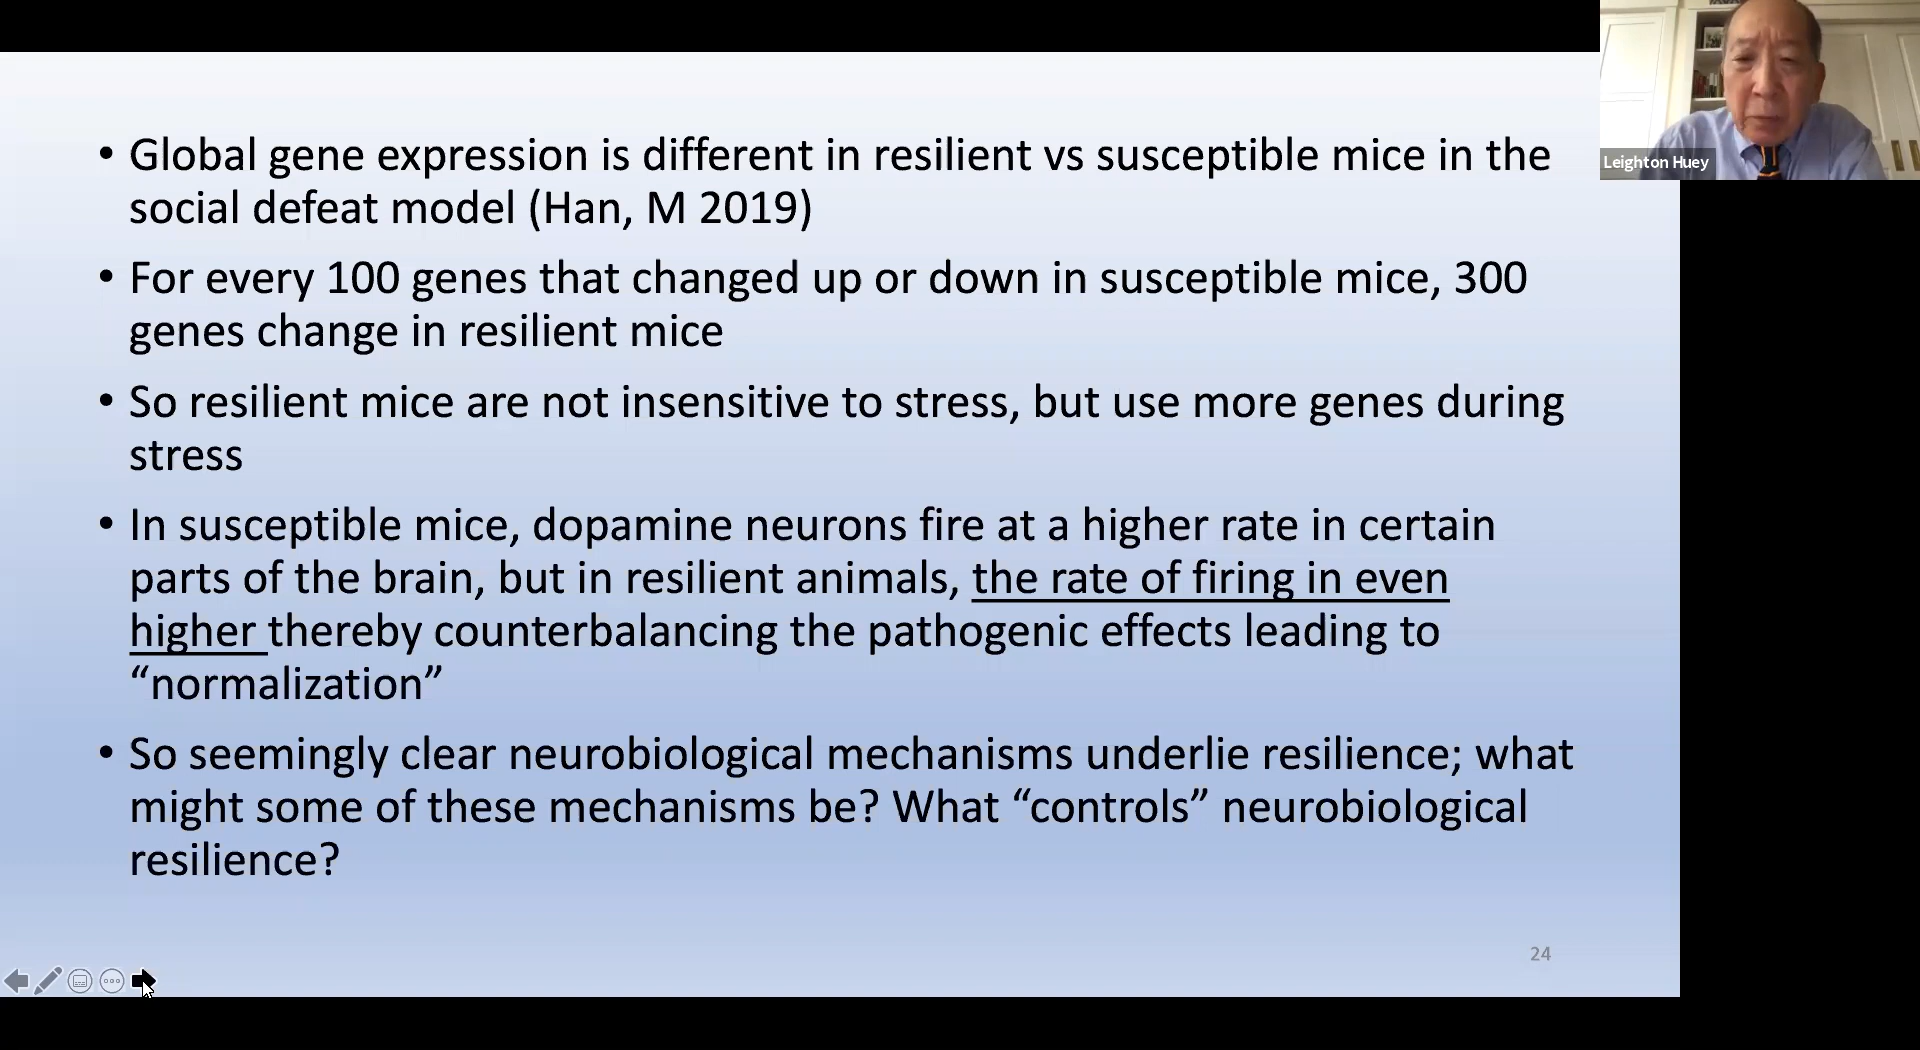 • Global gene expression is different in resilient vs susceptible mice in the
social defeat model (Han, M 2019)
• For every 100 genes that changed up or down in susceptible mice, 300
genes change in resilient mice
• So resilient mice are not insensitive to stress, but use more genes during
stress
• In susceptible mice, dopamine neurons fire at a higher rate in certain
parts of the brain, but in resilient animals, the rate of firing in even
higher thereby counterbalancing the pathogenic effects leading to
“normalization”
• So seemingly clear neurobiological mechanisms underlie resilience; what
might some of these mechanisms be? What “controls” neurobiological
resilience?
24
Leighton Huey